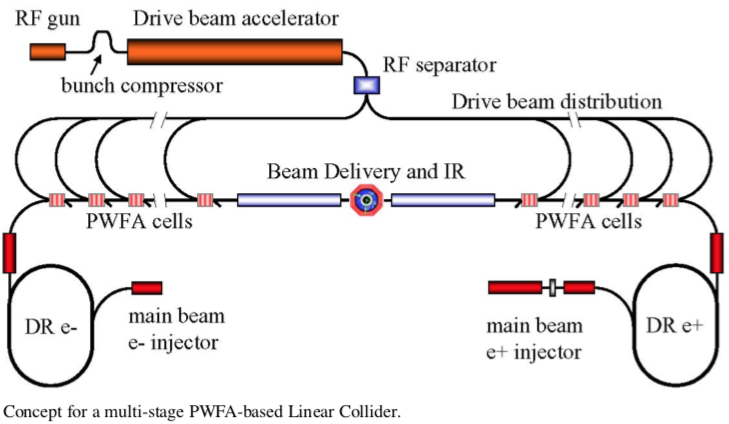 RF gun
Drive beam accelerator
RF separator
bunch compressor
Drive beam distribution
Beam Delivery and IR
PWFA cells
PWFA cells
DR e-
main beam
e- injector
main beam
e+ injector
DR e+
Concept for a multi-stage PWFA-based Linear Collider.